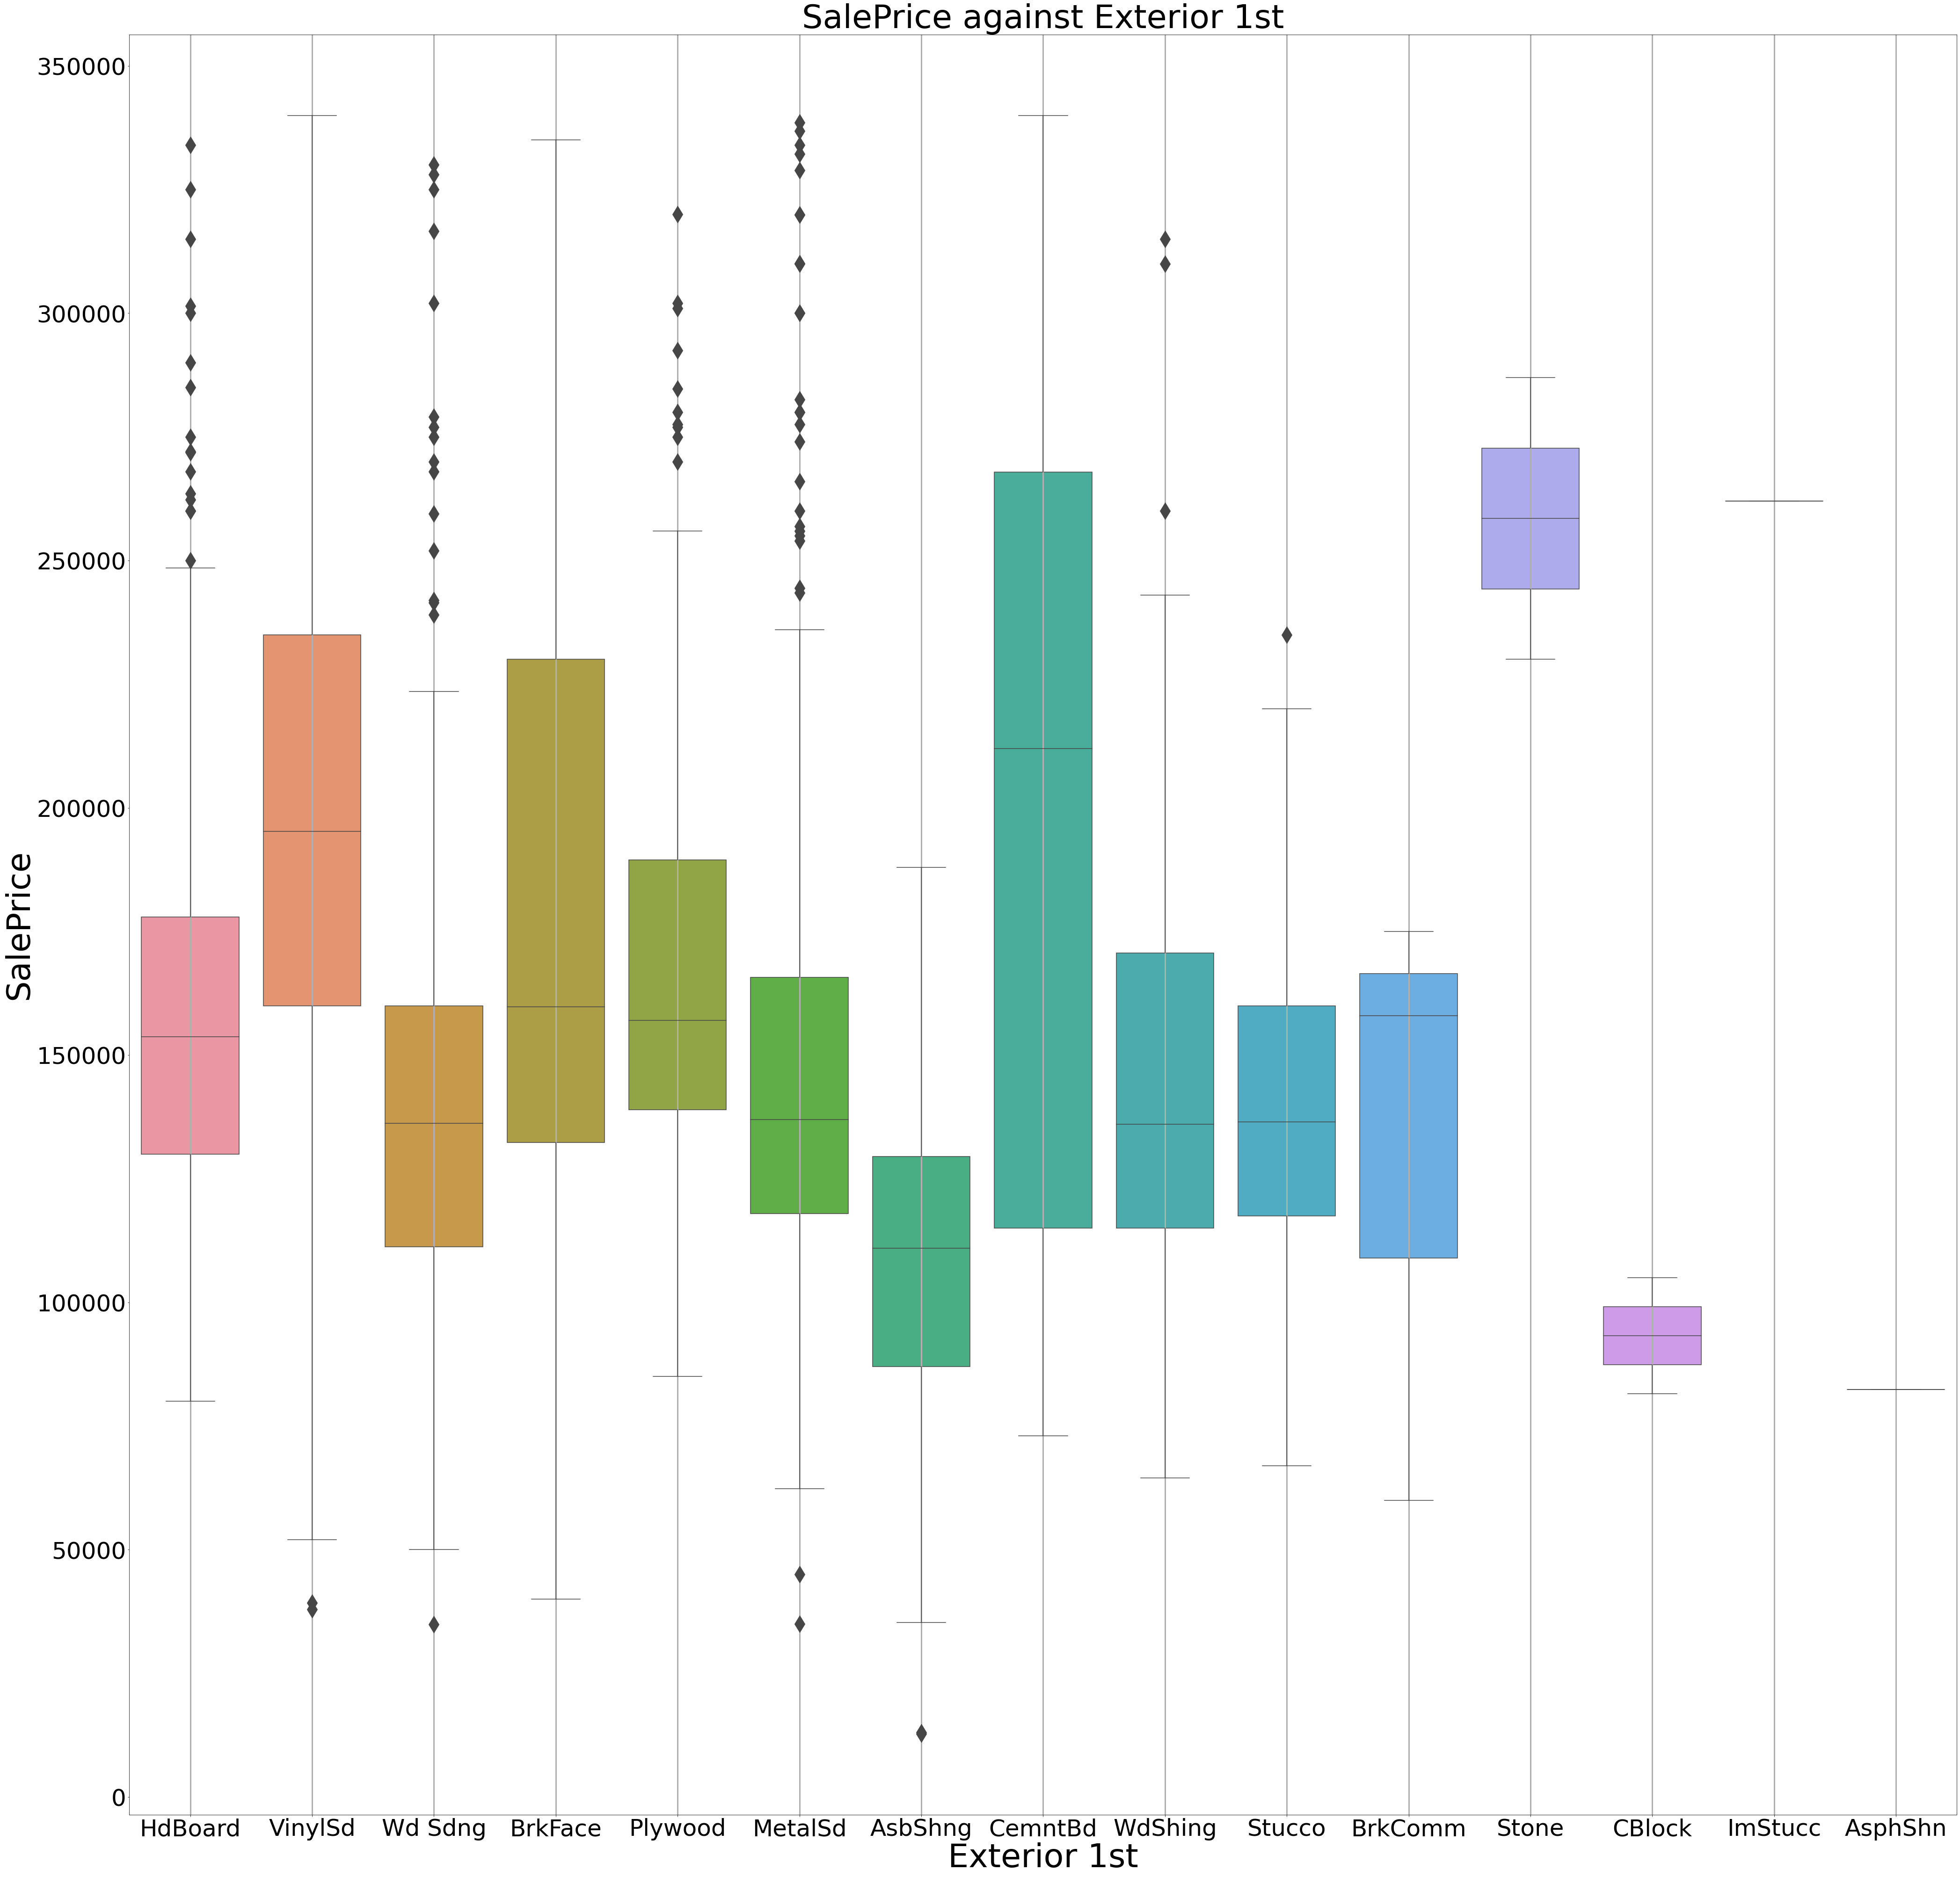 SalePrice against Exterior 1st
350000
300000
250000
200000
150000
100000
50000
0
SalePrice
HdBoard VinylSd Wd Sdng BrkFace Plywood MetalSd AsbShng CemntBd WdShing Stucco BrkComm Stone CBlock ImStucc AsphShn
Exterior 1st